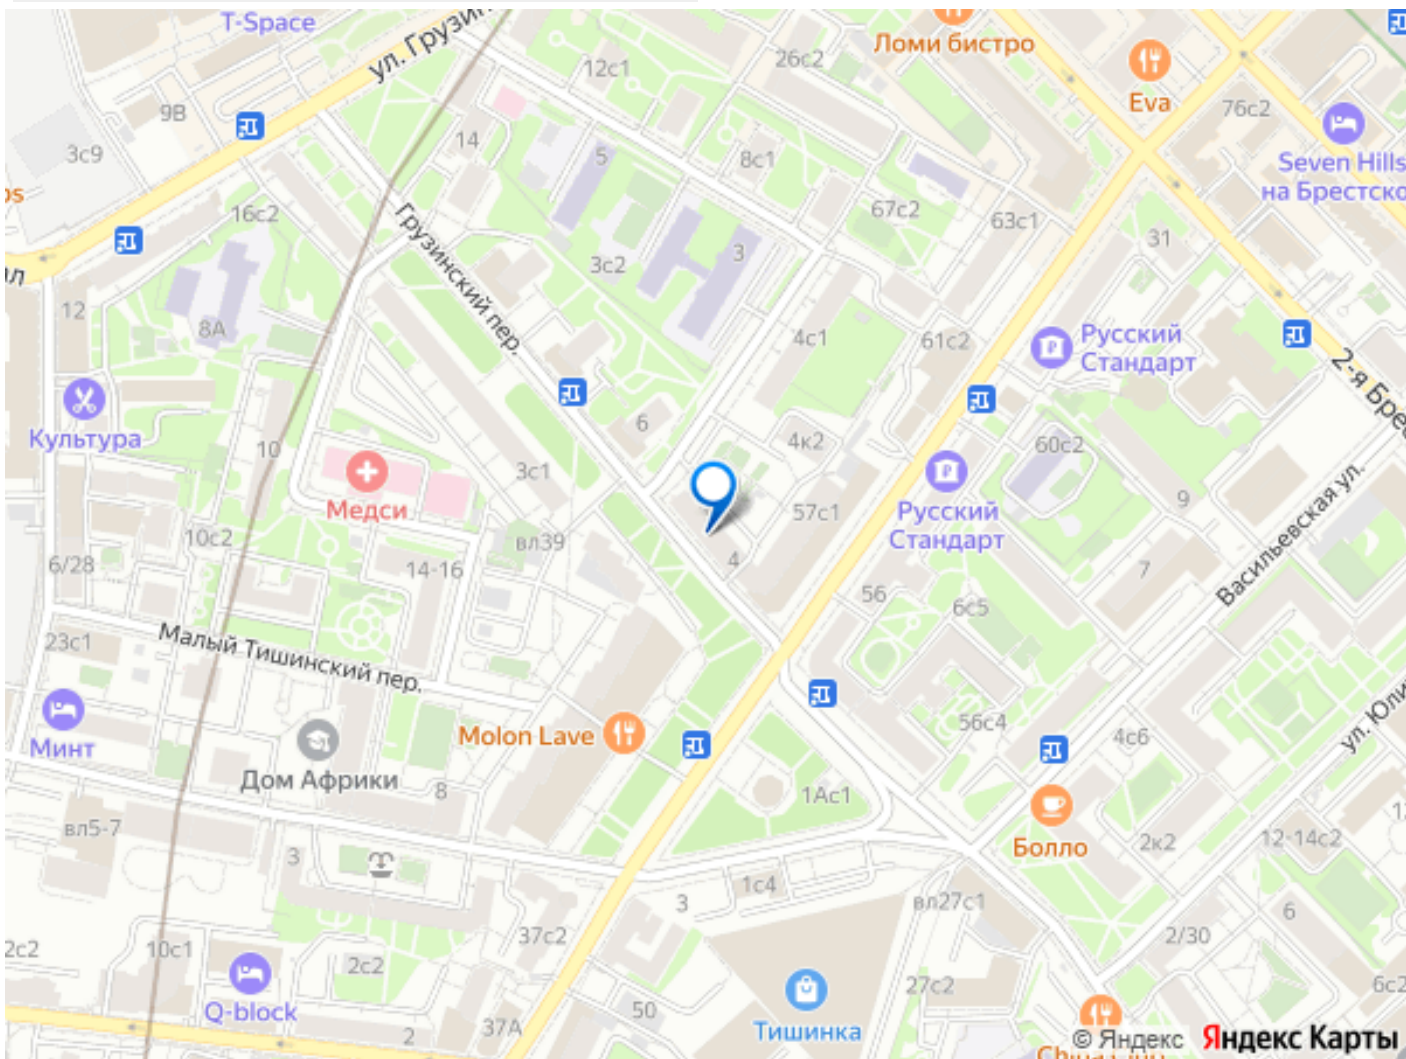 T-Space
ул. Грузин
Ломи бистро
26с2
12с1
Eva
76с2
9В
3с9
14
5
8с1
Seven Hills
на Брестско
16с2
67с2
63с1
31
3
3с2
Грузинский пер.
ал
12
8А
4с1
61с2
Русский
Стандарт
2-я Брес
Культура
10
6
4к2
60с2
3с1
Медси
57с1
Русский
Стандарт
9
Васильевская ул.
10с2
вл39
6/28
14-16
4
7
56
6с5
23с1
Малый Тишинский пер.
56с4
4с6
ул. Юли
Минт
Molon Lave
Дом Африки
8
1Ас1
Болло
2к2
12-14с2
вл5-7
3
1с4
3
вл27с1
6
2/30
37с2
2с2
10с1
2с2
Q-block
27с2
6с2
50
Тишинка
37А
2
© Яндекс Яндекс Карты